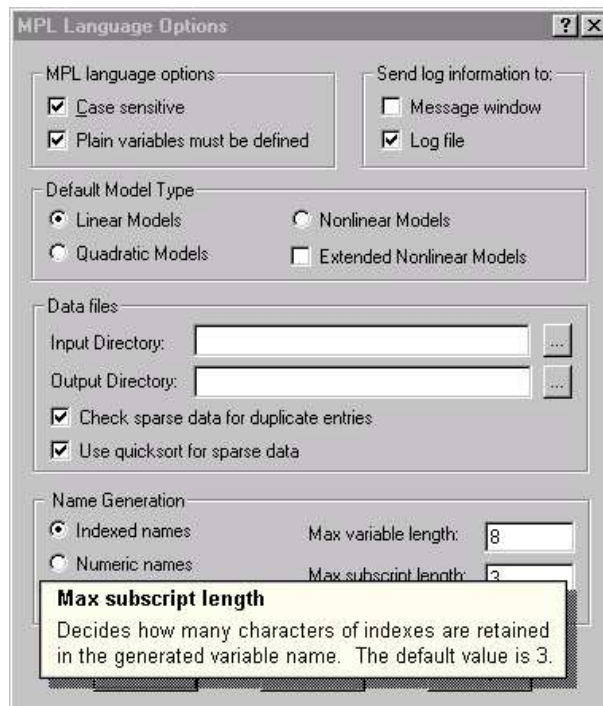 MPL Language Options
MPL language options
Case sensitive
Plain variables must be defined
Send log information to:
Message window
Log file
Default Model Type
Linear Models
Nonlinear Models
Quadratic Models
Extended Nonlinear Models
Data files
Input Directory:
...
Output Directory:
...
Check sparse data for duplicate entries
Use quicksort for sparse data
Name Generation
Indexed names
Max variable length: 8
Numeric names
Max subscript length: 3
Max subscript length
Decides how many characters of indexes are retained
in the generated variable name. The default value is 3.